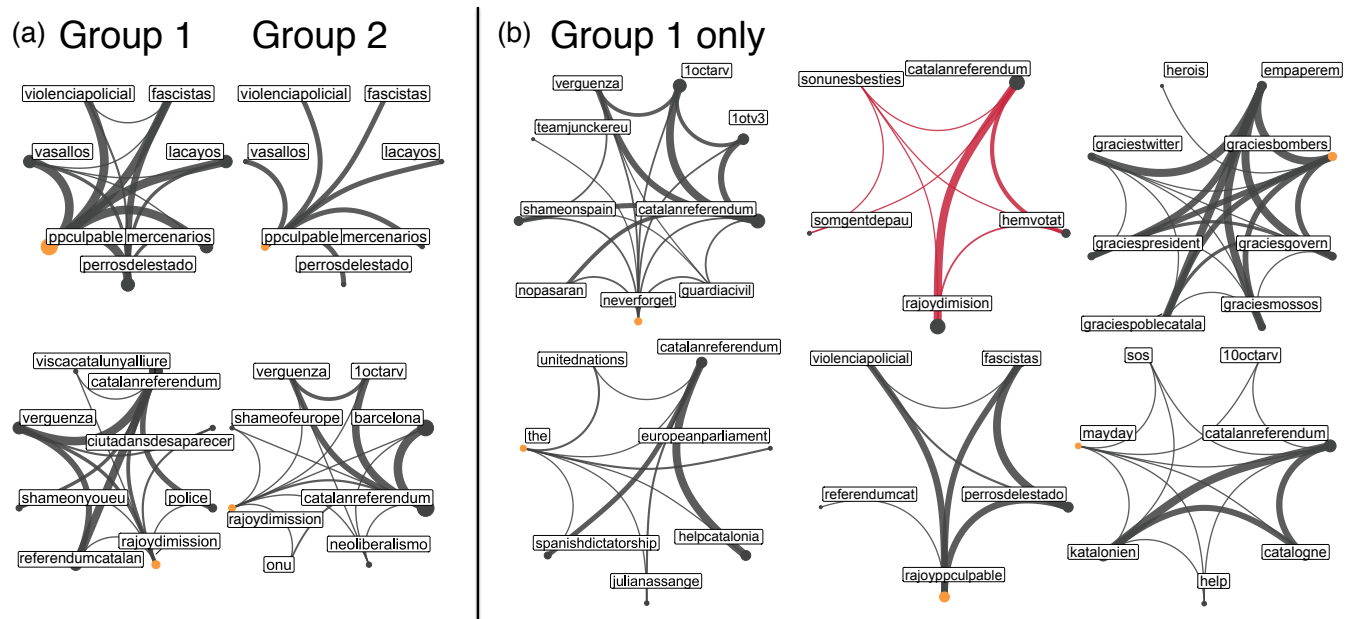 (a) Group 1 Group 2
violenciapolicial fascistas
vasallos lacayos
ppculpable mercenarios
perrosdelestado
violenciapolicial fascistas
vasallos lacayos
ppculpable mercenarios
perrosdelestado
viscacatalunyalliure
catalanreferendum
verguenza
ciutadansdesaparecer
shameonyoueu police
rajoydimission
referendumcatalan
verguenza 1octarv
shameofeurope barcelona
catalanreferendum
rajoydimission
neoliberalismo
onu
(b) Group 1 only
1octarv
verguenza
1otv3
teamjunckereu
shameonspain catalanreferendum
nopasaran guardiacivil
neverforget
catalanreferendum
sonunesbesties
somgentdepau hemvotat
rajoydimision
herois empaperem
graciestwitter graciesbombers
graciespresident graciesgovern
graciesmossos
graciespoblecatala
catalanreferendum
unitednations
the europeanparliament
spanishdictatorship helpcatalonia
julianassange
violenciapolicial fascistas
referendumcat perrosdelestado
rajoyppculpable
sos 10octarv
mayday catalanreferendum
katalonien catalogne
help